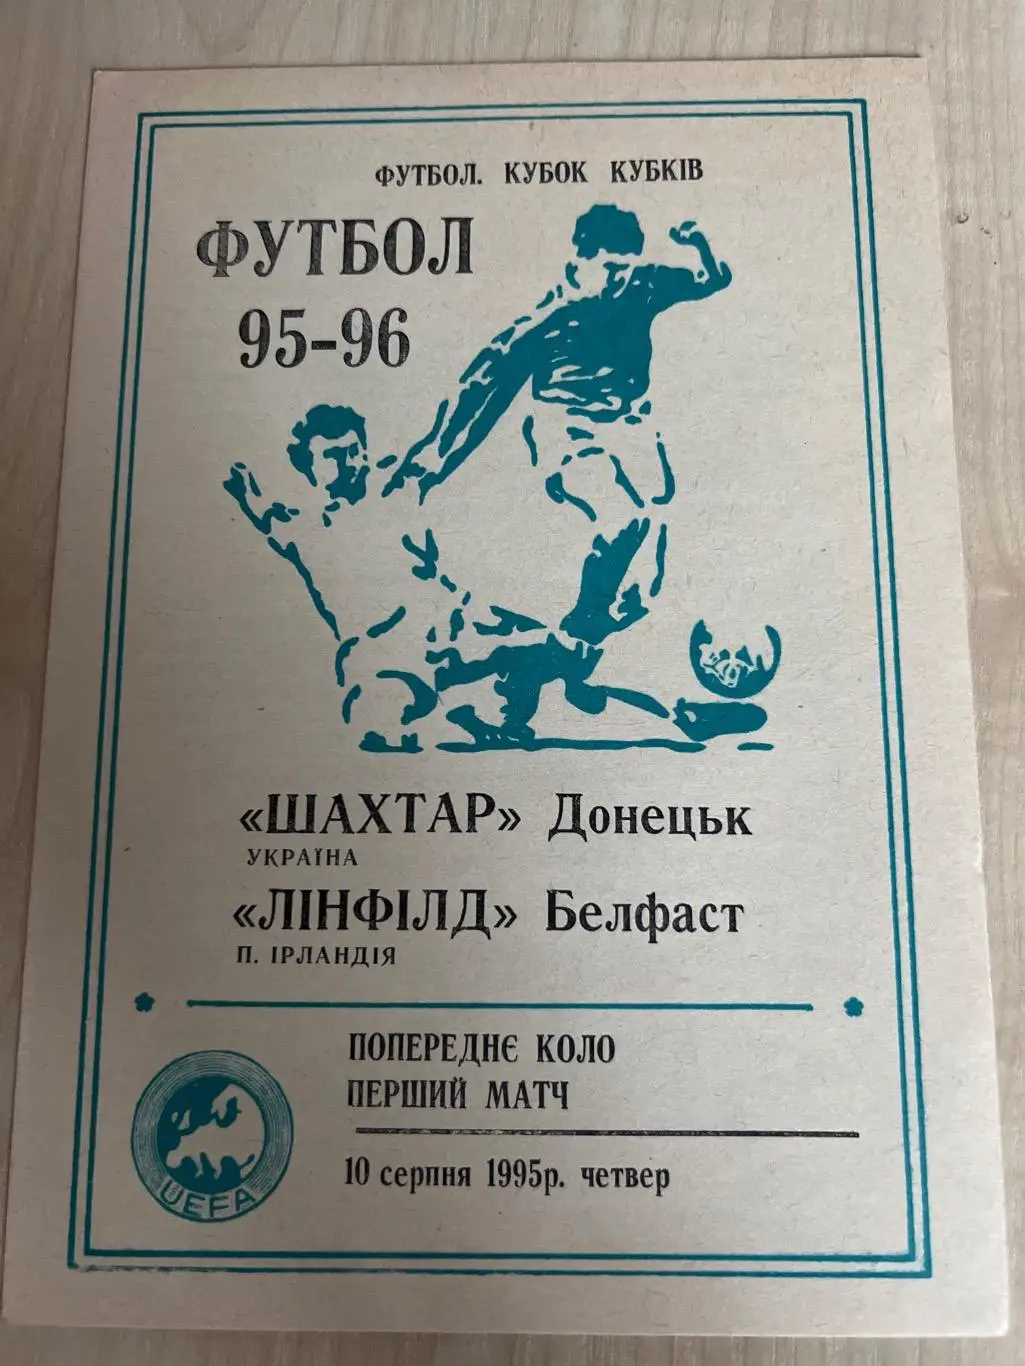 ФУТБОЛ. КУБОК КУБКІВ
ФУТБОЛ
95-96
«ШАХТАР» Донецьк
УКРАЇНА
«ЛІНФІЛД» Белфаст
П. ІРЛАНДІЯ
ПОПЕРЕДНЄ КОЛО
ПЕРШИЙ МАТЧ
10 серпня 1995р. четвер
UEFA